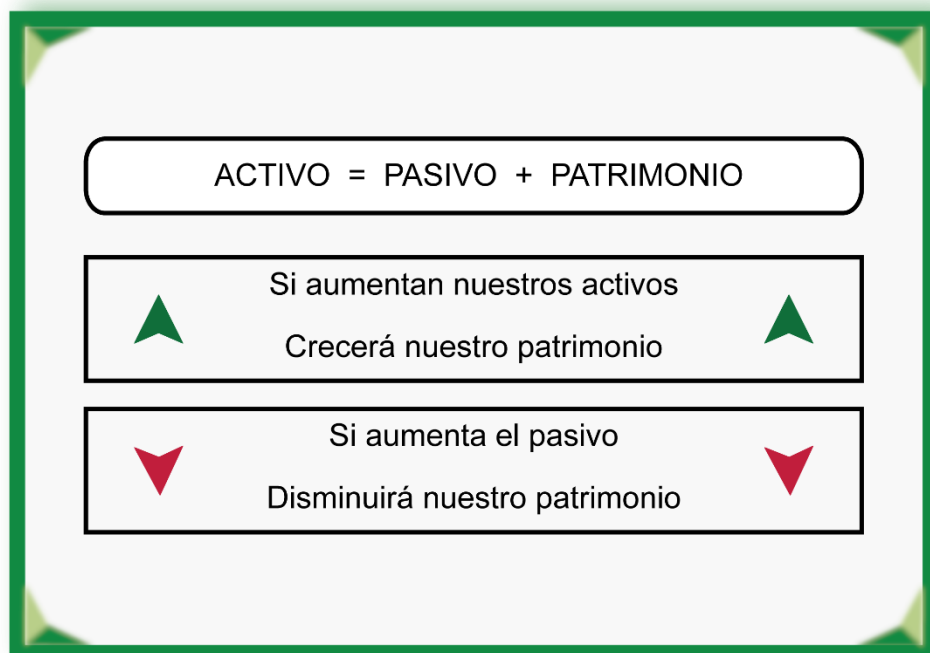 ACTIVO = PASIVO + PATRIMONIO
Si aumentan nuestros activos
Crecerá nuestro patrimonio
Si aumenta el pasivo
Disminuirá nuestro patrimonio